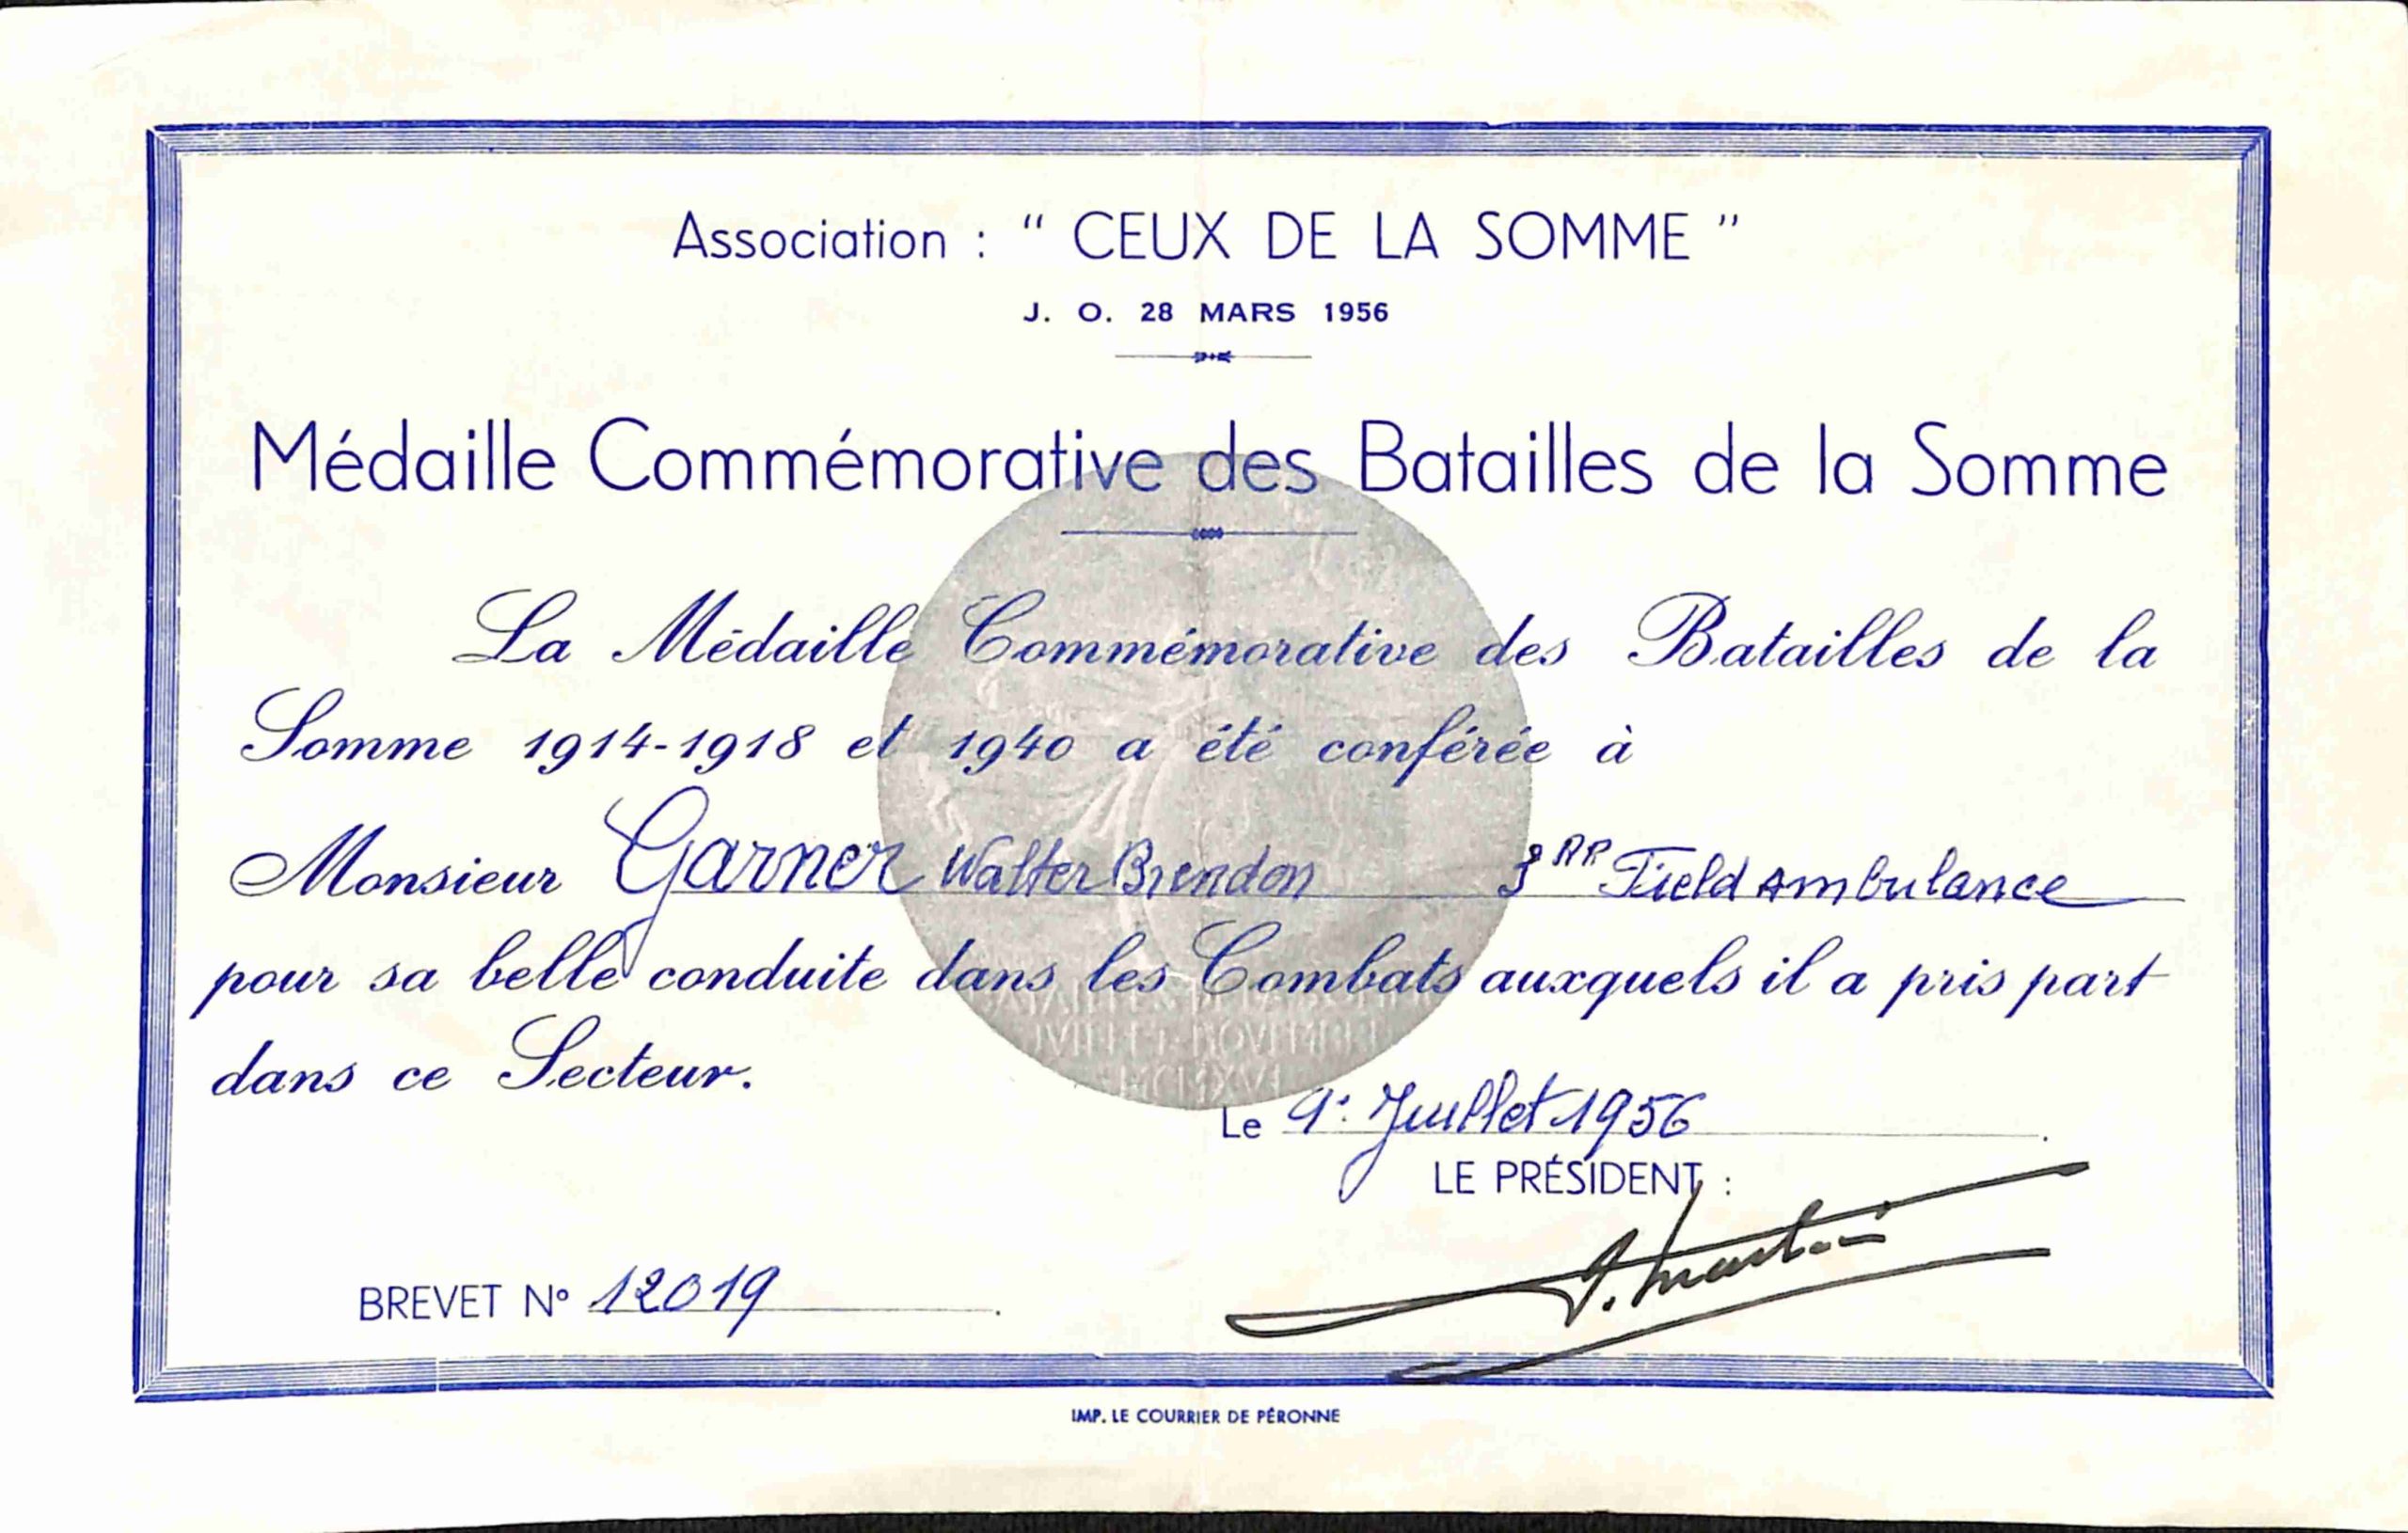 Association : " CEUX DE LA SOMME "
J. O. 28 MARS 1956
Médaille Commémorative des Batailles de la Somme
La Médaille Commémorative des Batailles de la
Somme 1914-1918 et 1940 a été conférée à
Monsieur Garner Walter Brendon 3RD Field Ambulance
pour sa belle conduite dans les Combats auxquels il a pris part
dans ce Secteur.
Le 9. Juillet 1956
LE PRÉSIDENT :
BREVET N° 12019
IMP. LE COURRIER DE PÉRONNE